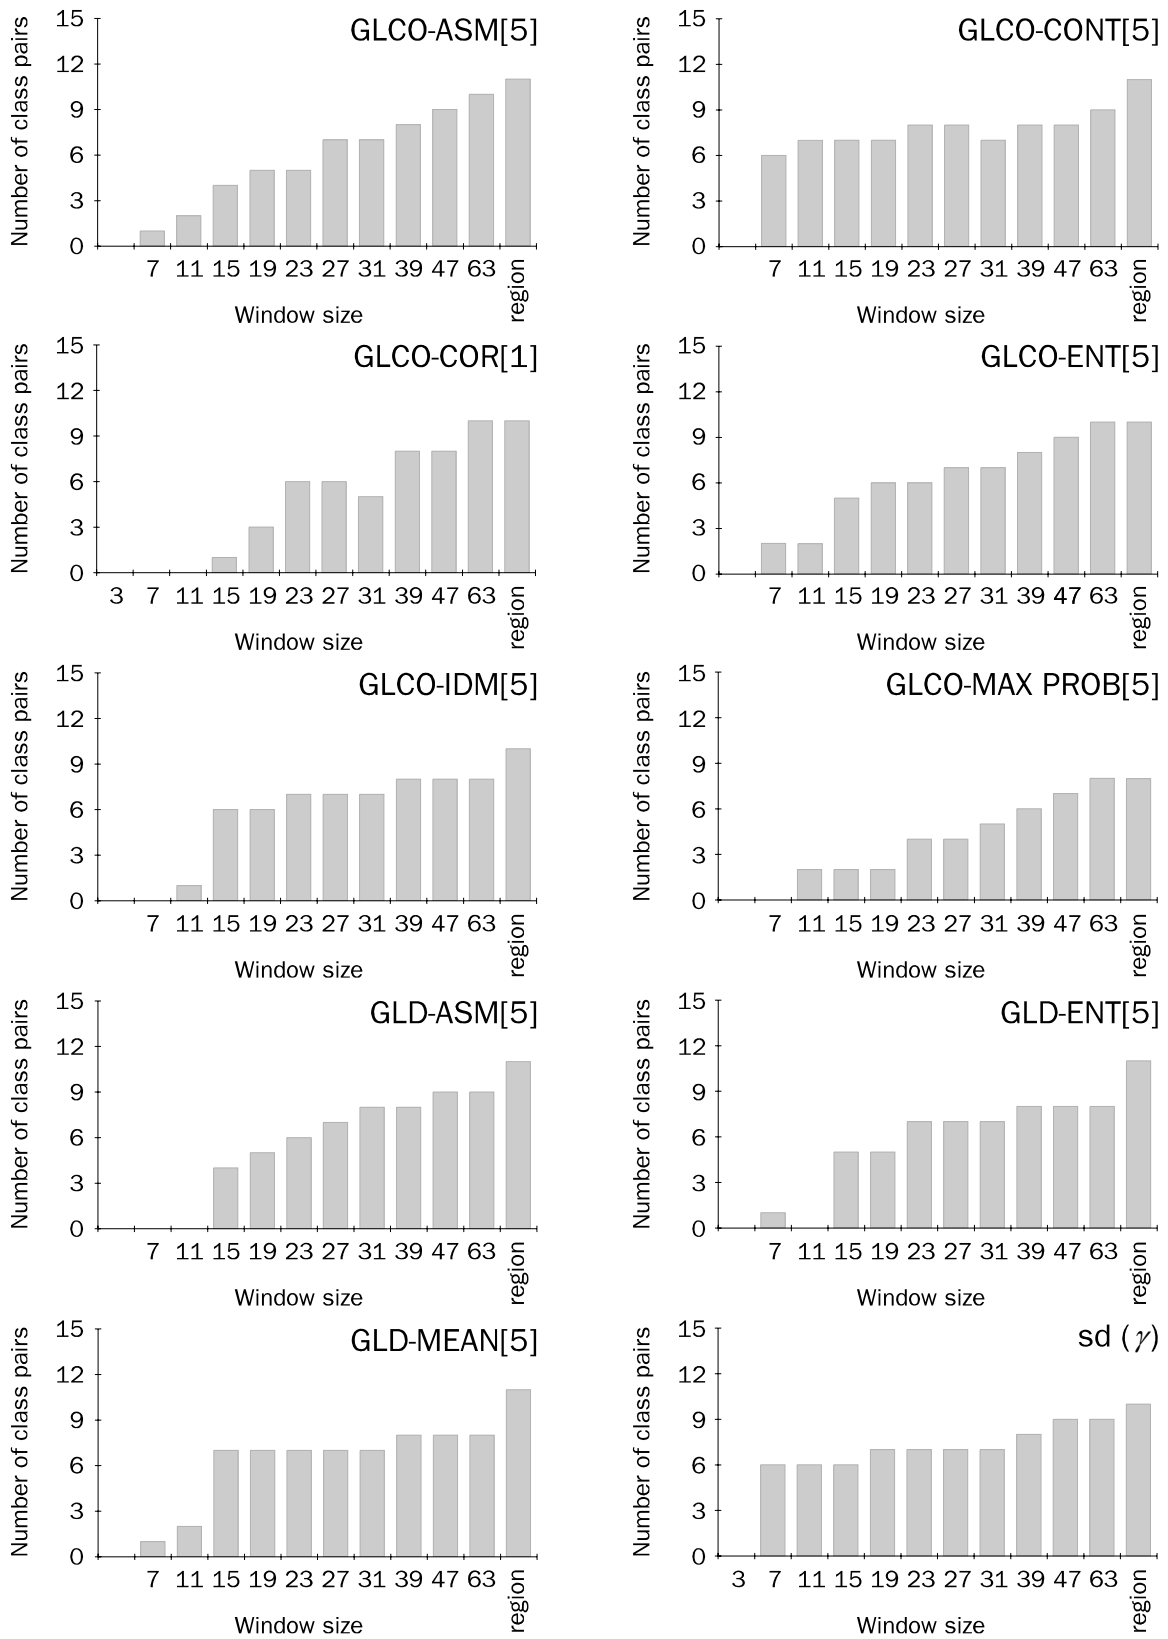 GLCO-ASM[5]
Number of class pairs
15
12
9
6
3
0
7 11 15 19 23 27 31 39 47 63 region
Window size
GLCO-CONT[5]
Number of class pairs
15
12
9
6
3
0
7 11 15 19 23 27 31 39 47 63 region
Window size
GLCO-COR[1]
Number of class pairs
15
12
9
6
3
0
3 7 11 15 19 23 27 31 39 47 63 region
Window size
GLCO-ENT[5]
Number of class pairs
15
12
9
6
3
0
7 11 15 19 23 27 31 39 47 63 region
Window size
GLCO-IDM[5]
Number of class pairs
15
12
9
6
3
0
7 11 15 19 23 27 31 39 47 63 region
Window size
GLCO-MAX PROB[5]
Number of class pairs
15
12
9
6
3
0
7 11 15 19 23 27 31 39 47 63 region
Window size
GLD-ASM[5]
Number of class pairs
15
12
9
6
3
0
7 11 15 19 23 27 31 39 47 63 region
Window size
GLD-ENT[5]
Number of class pairs
15
12
9
6
3
0
7 11 15 19 23 27 31 39 47 63 region
Window size
GLD-MEAN[5]
Number of class pairs
15
12
9
6
3
0
7 11 15 19 23 27 31 39 47 63 region
Window size
sd (γ)
Number of class pairs
15
12
9
6
3
0
3 7 11 15 19 23 27 31 39 47 63 region
Window size